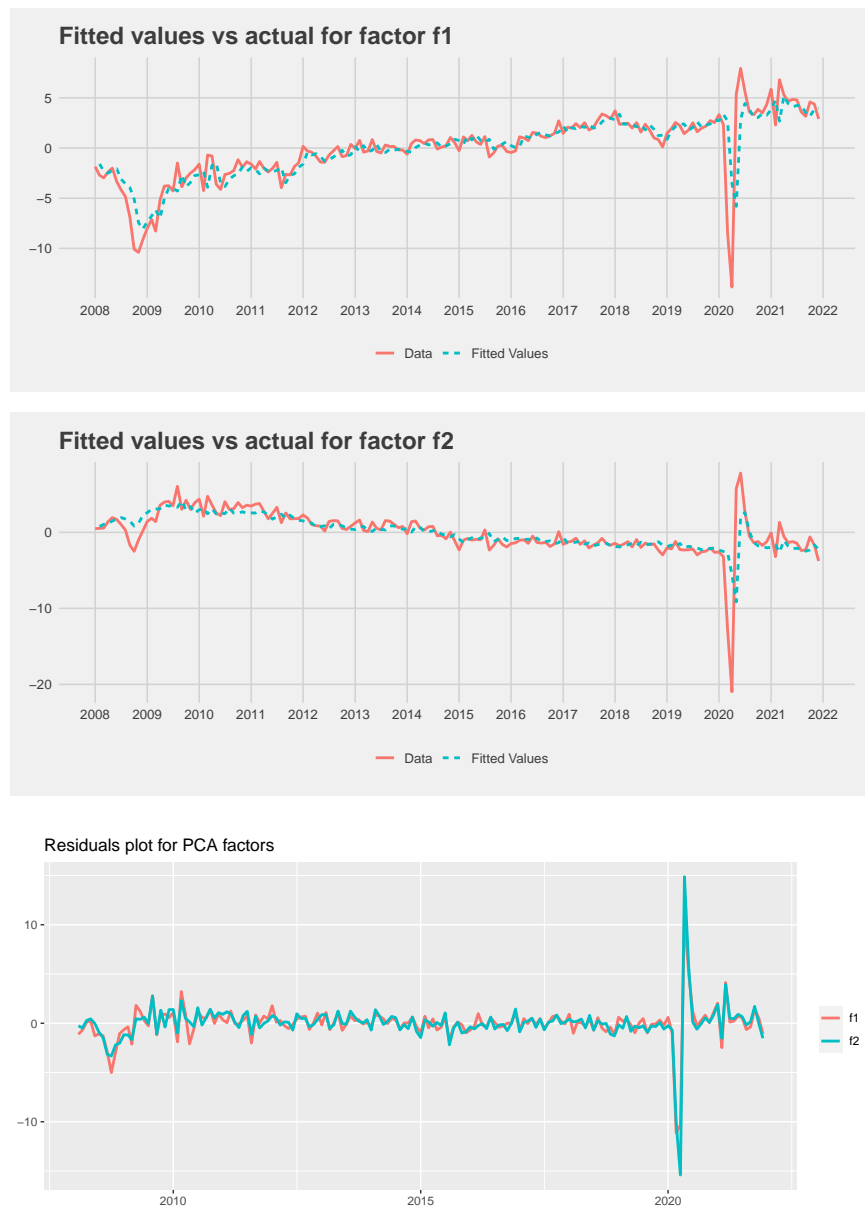 Fitted values vs actual for factor f1
5
0
−5
−10
2008 2009 2010 2011 2012 2013 2014 2015 2016 2017 2018 2019 2020 2021 2022
Data Fitted Values
Fitted values vs actual for factor f2
0
−10
−20
2008 2009 2010 2011 2012 2013 2014 2015 2016 2017 2018 2019 2020 2021 2022
Data Fitted Values
Residuals plot for PCA factors
10
0
−10
2010 2015 2020
f1
f2